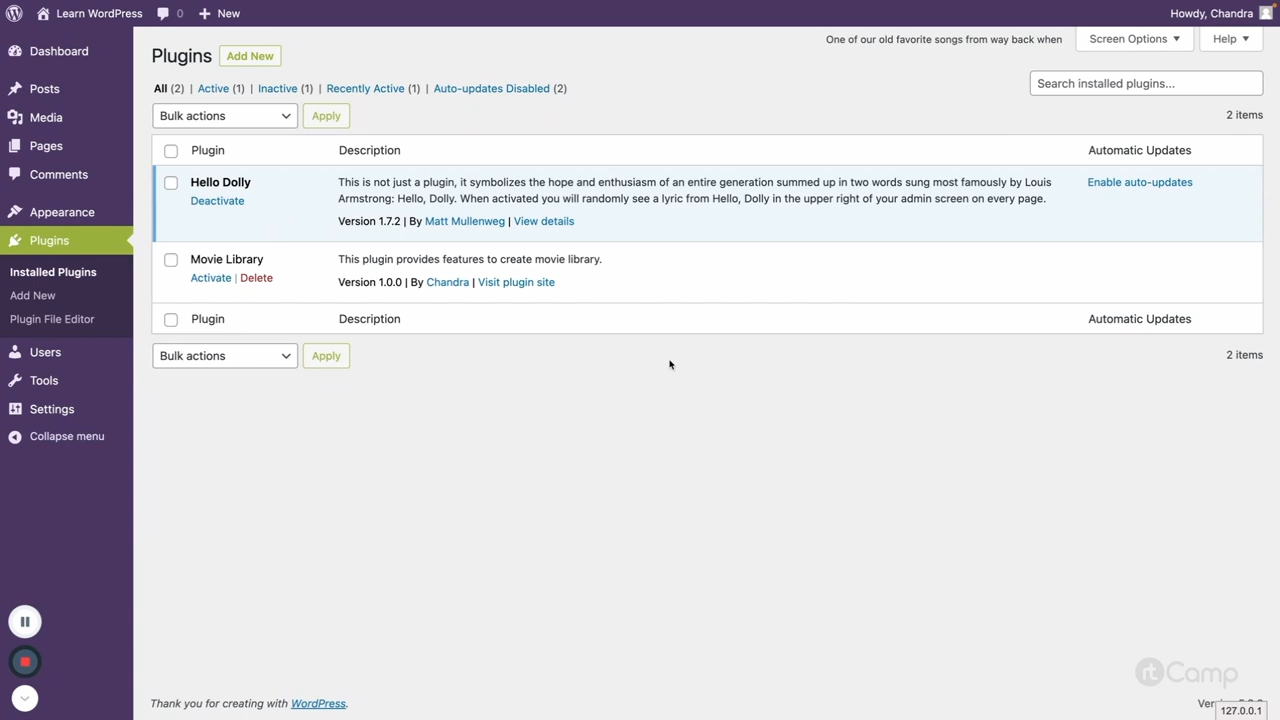 Learn WordPress
0
New
Howdy, Chandra
Dashboard
Posts
Media
Pages
Comments
Appearance
Plugins
Installed Plugins
Add New
Plugin File Editor
Users
Tools
Settings
Collapse menu
One of our old favorite songs from way back when
Screen Options
Help
Plugins
Add New
All (2) | Active (1) | Inactive (1) | Recently Active (1) | Auto-updates Disabled (2)
Search installed plugins...
Bulk actions
Apply
2 items
Plugin Description Automatic Updates
Hello Dolly
Deactivate
This is not just a plugin, it symbolizes the hope and enthusiasm of an entire generation summed up in two words sung most famously by Louis
Armstrong: Hello, Dolly. When activated you will randomly see a lyric from Hello, Dolly in the upper right of your admin screen on every page.
Version 1.7.2 | By Matt Mullenweg | View details
Enable auto-updates
Movie Library
Activate | Delete
This plugin provides features to create movie library.
Version 1.0.0 | By Chandra | Visit plugin site
Plugin Description Automatic Updates
Bulk actions
Apply
2 items
rtCamp
Thank you for creating with WordPress.
127.0.0.1